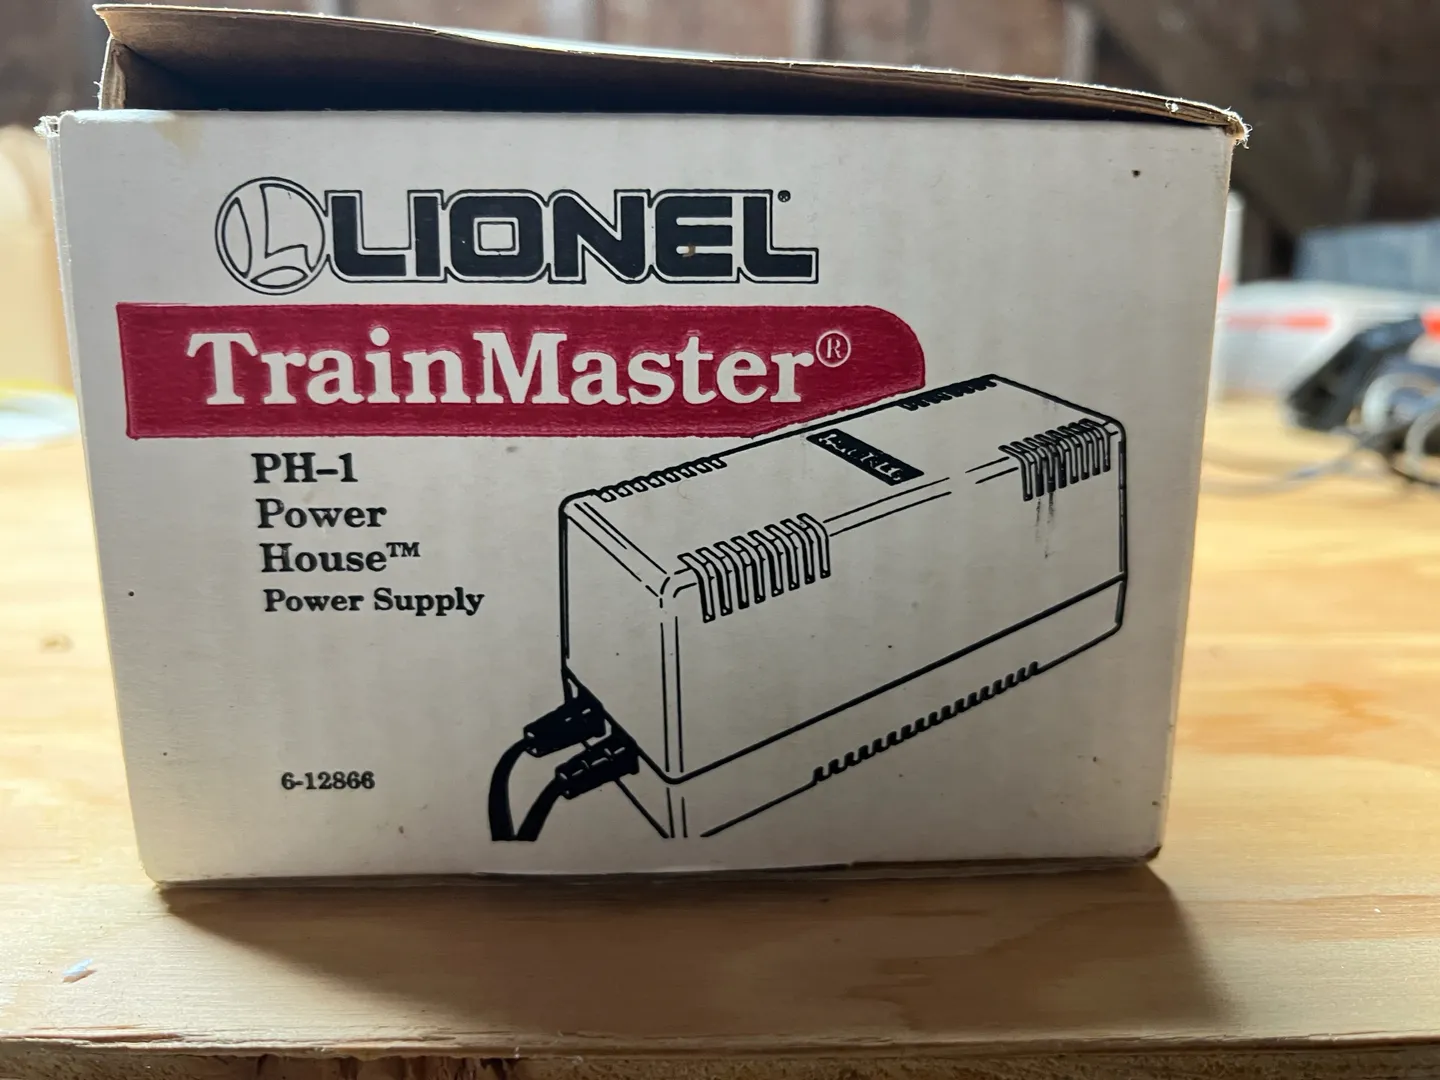 LIONEL®
TrainMaster®
PH-1
Power
House™
Power Supply
6-12866